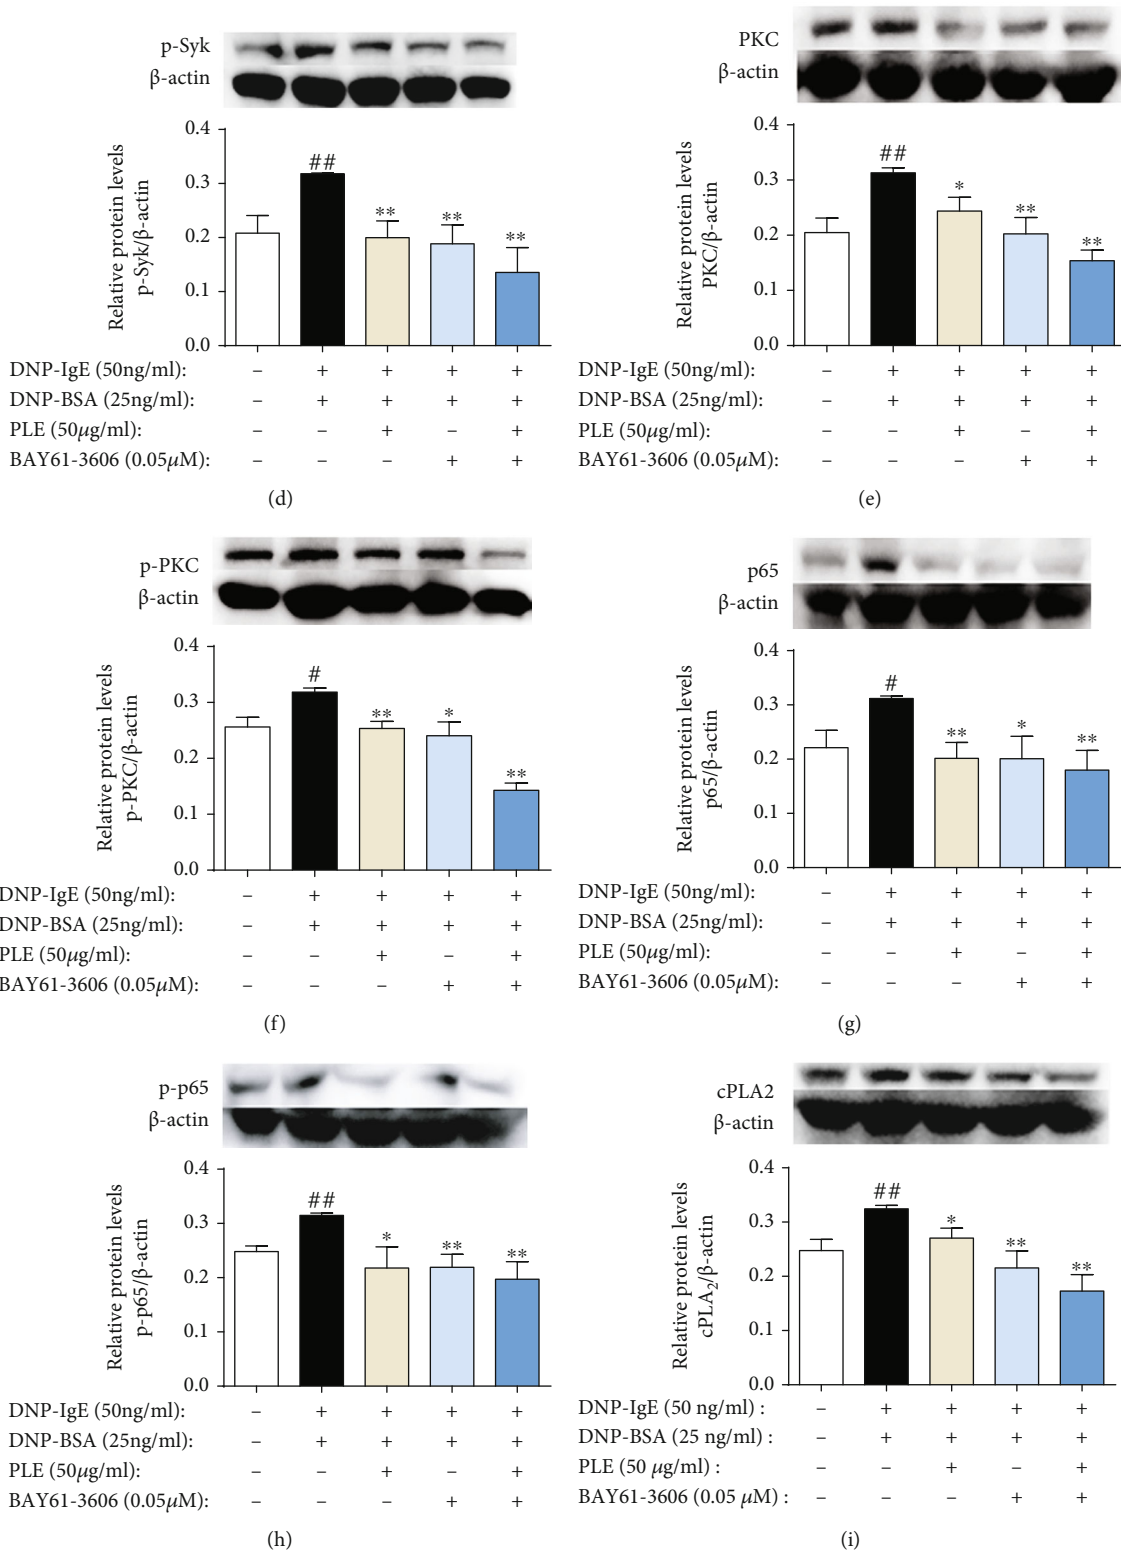 p-Syk
β-actin
Relative protein levels
p-Syk/β-actin
0.4
0.3
0.2
0.1
0.0
##
**
**
**
DNP-IgE (50ng/ml): – + + + +
DNP-BSA (25ng/ml): – + + + +
PLE (50μg/ml): – – + – +
BAY61-3606 (0.05μM): – – – + +
(d)
PKC
β-actin
Relative protein levels
PKC/β-actin
0.4
0.3
0.2
0.1
0.0
##
*
**
**
DNP-IgE (50ng/ml): – + + + +
DNP-BSA (25ng/ml): – + + + +
PLE (50μg/ml): – – + – +
BAY61-3606 (0.05μM): – – – + +
(e)
p-PKC
β-actin
Relative protein levels
p-PKC/β-actin
0.4
0.3
0.2
0.1
0.0
#
**
*
**
DNP-IgE (50ng/ml): – + + + +
DNP-BSA (25ng/ml): – + + + +
PLE (50μg/ml): – – + – +
BAY61-3606 (0.05μM): – – – + +
(f)
p65
β-actin
Relative protein levels
p65/β-actin
0.4
0.3
0.2
0.1
0.0
#
**
*
**
DNP-IgE (50ng/ml): – + + + +
DNP-BSA (25ng/ml): – + + + +
PLE (50μg/ml): – – + – +
BAY61-3606 (0.05μM): – – – + +
(g)
p-p65
β-actin
Relative protein levels
p-p65/β-actin
0.4
0.3
0.2
0.1
0.0
##
*
**
**
DNP-IgE (50ng/ml): – + + + +
DNP-BSA (25ng/ml): – + + + +
PLE (50μg/ml): – – + – +
BAY61-3606 (0.05μM): – – – + +
(h)
cPLA2
β-actin
Relative protein levels
cPLA₂/β-actin
0.4
0.3
0.2
0.1
0.0
##
*
**
**
DNP-IgE (50 ng/ml) : – + + + +
DNP-BSA (25 ng/ml) : – + + + +
PLE (50 μg/ml) : – – + – +
BAY61-3606 (0.05 μM) : – – – + +
(i)